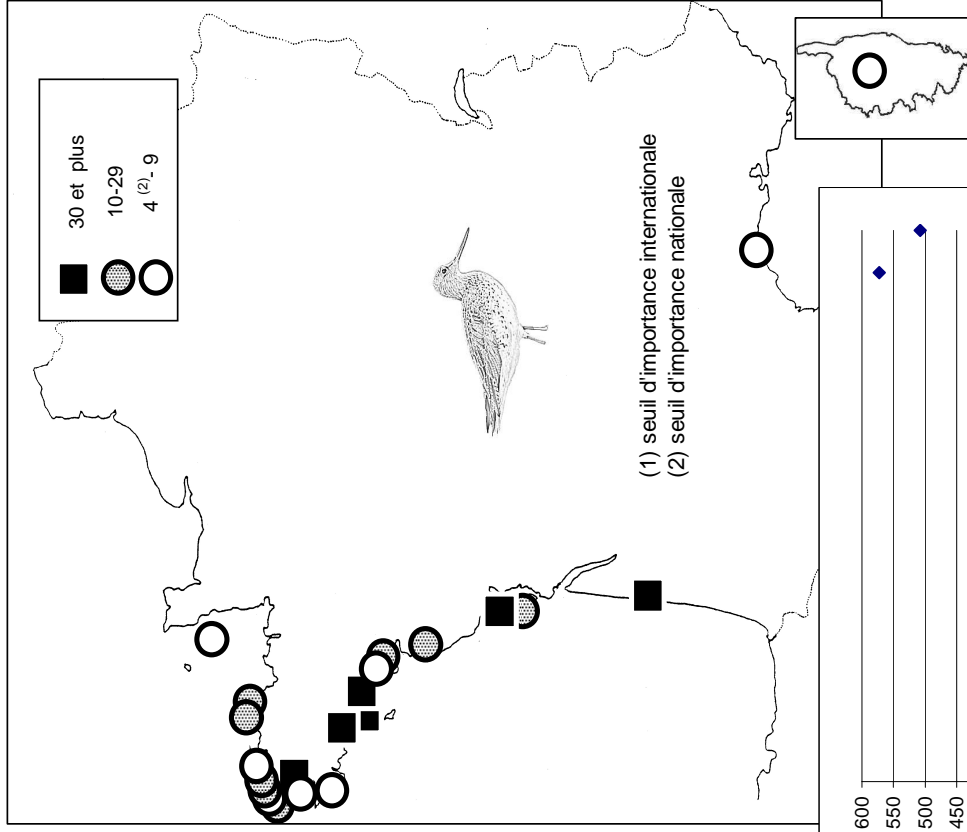 30 et plus
10-29
4 (2)- 9
(1) seuil d'importance internationale
(2) seuil d'importance nationale
600
550
500
450